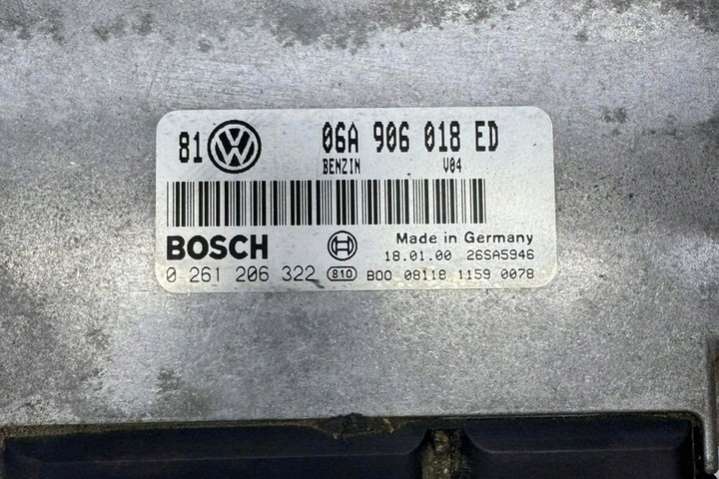 81 VW 06A 906 018 ED
BENZIN V04
BOSCH Made in Germany
18.01.00 26SA5946
0 261 206 322 810 B00 08118 1159 0078